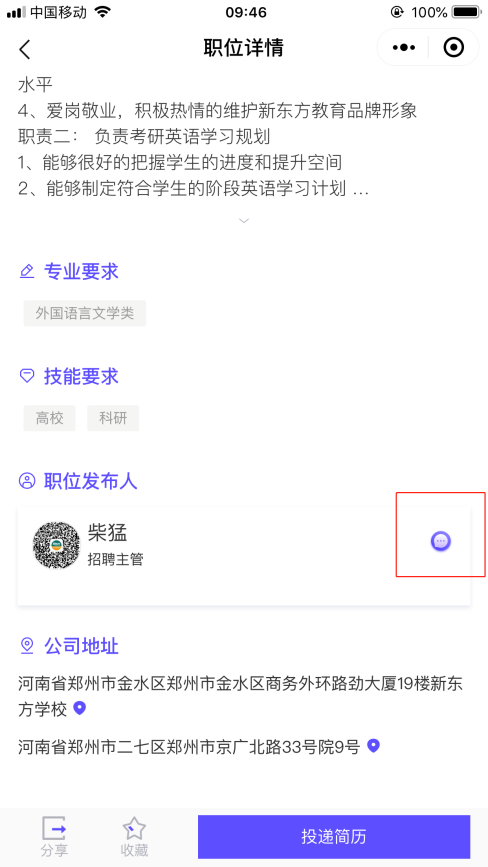 中国移动 09:46 100%
职位详情
水平
4、爱岗敬业，积极热情的维护新东方教育品牌形象
职责二： 负责考研英语学习规划
1、能够很好的把握学生的进度和提升空间
2、能够制定符合学生的阶段英语学习计划 ...
专业要求
外国语言文学类
技能要求
高校 科研
职位发布人
柴猛
招聘主管
公司地址
河南省郑州市金水区郑州市金水区商务外环路劲大厦19楼新东
方学校
河南省郑州市二七区郑州市京广北路33号院9号
分享 收藏 投递简历